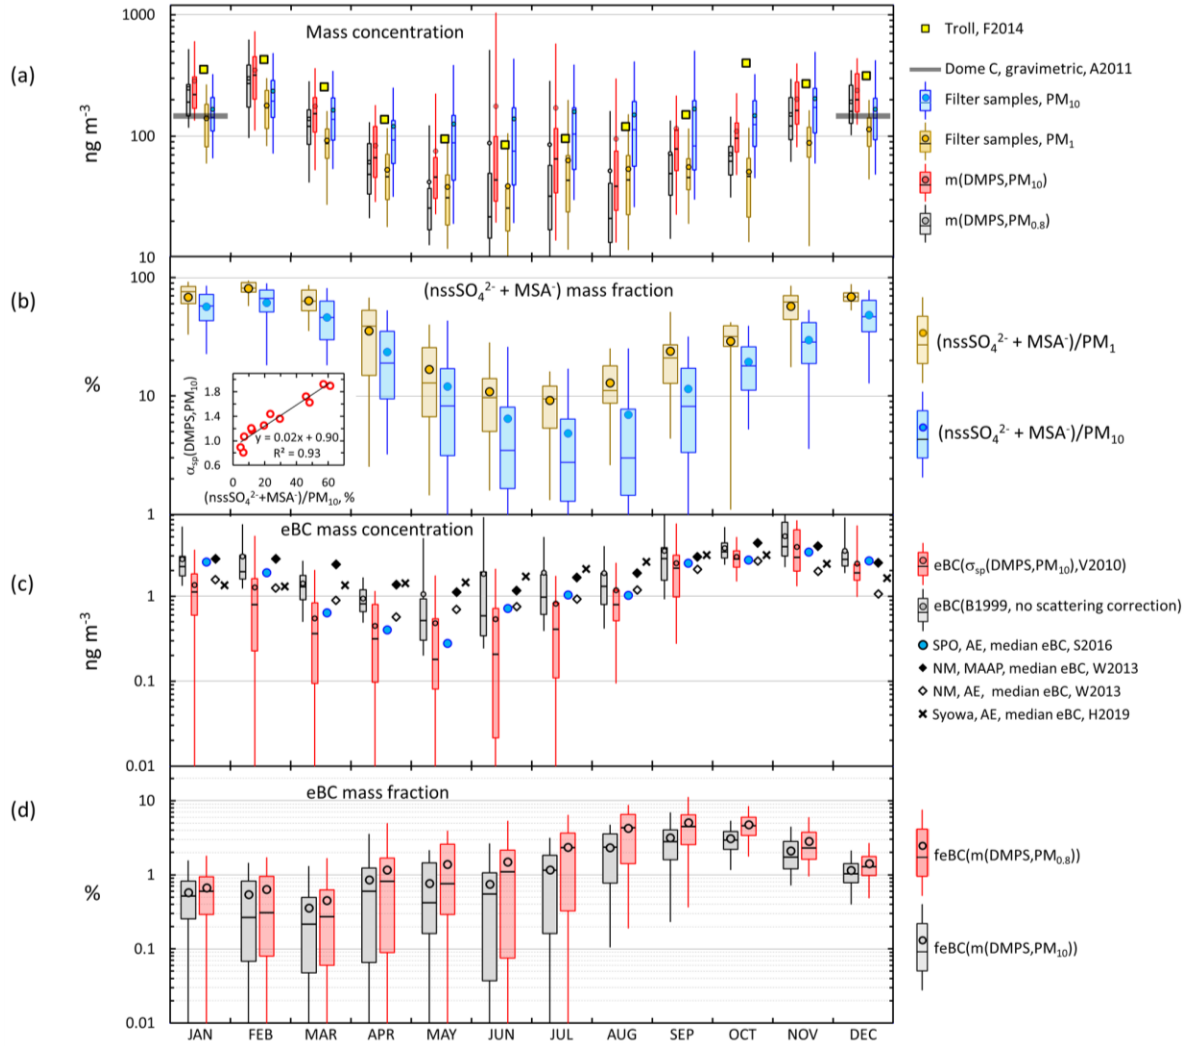 (a)
Mass concentration
ng m⁻³
1000
100
10
Troll, F2014
Dome C, gravimetric, A2011
Filter samples, PM₁₀
Filter samples, PM₁
m(DMPS,PM₁₀)
m(DMPS,PM₀.₈)
(b)
(nssSO₄²⁻ + MSA⁻) mass fraction
%
100
10
1
αsp(DMPS,PM₁₀)
1.8
1.4
1.0
0.6
y = 0.02x + 0.90
R² = 0.93
0 20 40 60
(nssSO₄²⁻+MSA⁻)/PM₁₀, %
(nssSO₄²⁻ + MSA⁻)/PM₁
(nssSO₄²⁻ + MSA⁻)/PM₁₀
(c)
eBC mass concentration
ng m⁻³
1
0.1
0.01
eBC(σsp(DMPS,PM₁₀),V2010)
eBC(B1999, no scattering correction)
SPO, AE, median eBC, S2016
NM, MAAP, median eBC, W2013
NM, AE, median eBC, W2013
Syowa, AE, median eBC, H2019
(d)
eBC mass fraction
%
10
1
0.1
0.01
feBC(m(DMPS,PM₀.₈))
feBC(m(DMPS,PM₁₀))
JAN FEB MAR APR MAY JUN JUL AUG SEP OCT NOV DEC